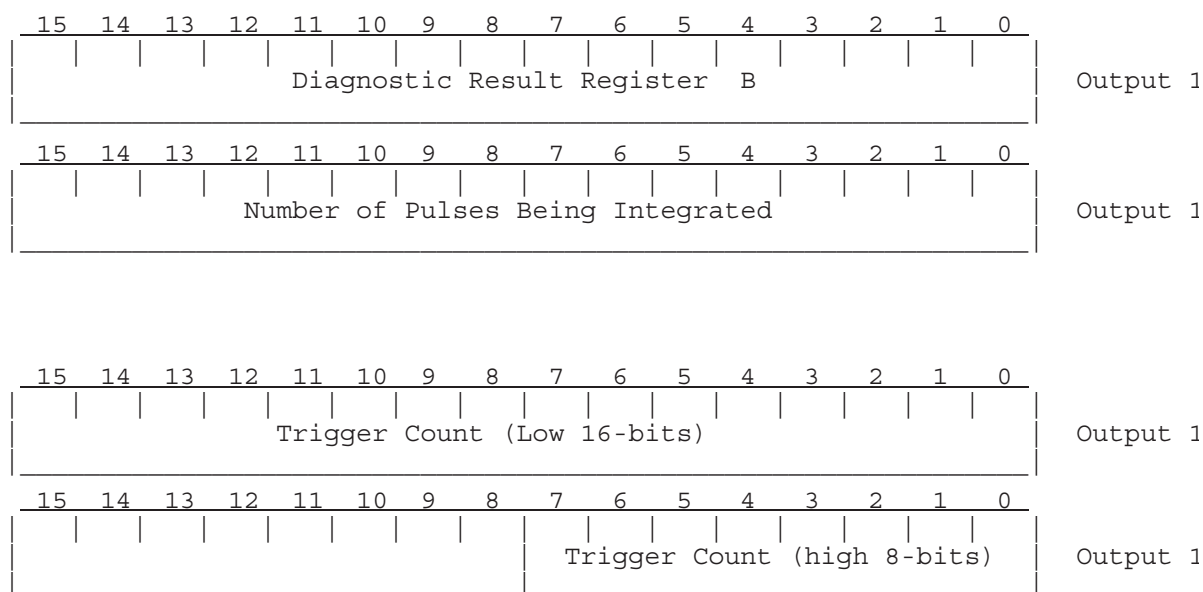 15 14 13 12 11 10 9 8 7 6 5 4 3 2 1 0
Diagnostic Result Register B Output 1
15 14 13 12 11 10 9 8 7 6 5 4 3 2 1 0
Number of Pulses Being Integrated Output 1
15 14 13 12 11 10 9 8 7 6 5 4 3 2 1 0
Trigger Count (Low 16-bits) Output 1
15 14 13 12 11 10 9 8 7 6 5 4 3 2 1 0
Trigger Count (high 8-bits) Output 1